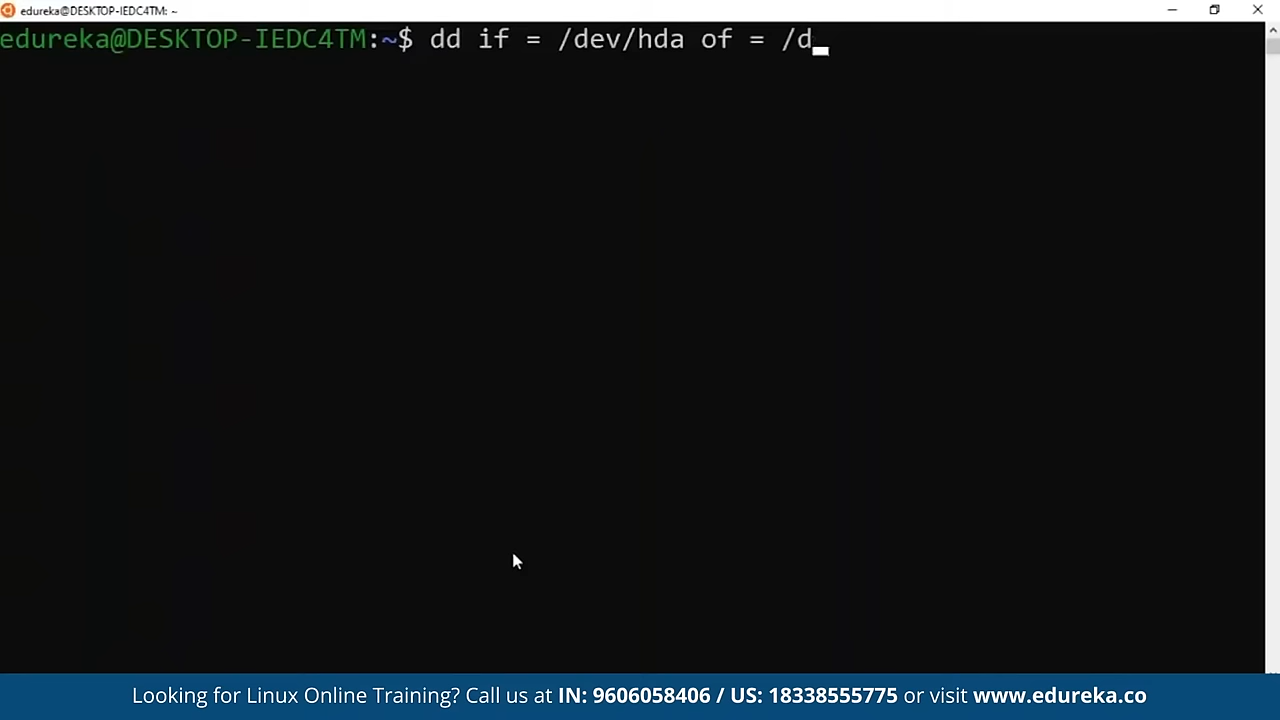 edureka@DESKTOP-IEDC4TM: ~
edureka@DESKTOP-IEDC4TM:~$ dd if = /dev/hda of = /d
Looking for Linux Online Training? Call us at IN: 9606058406 / US: 18338555775 or visit www.edureka.co